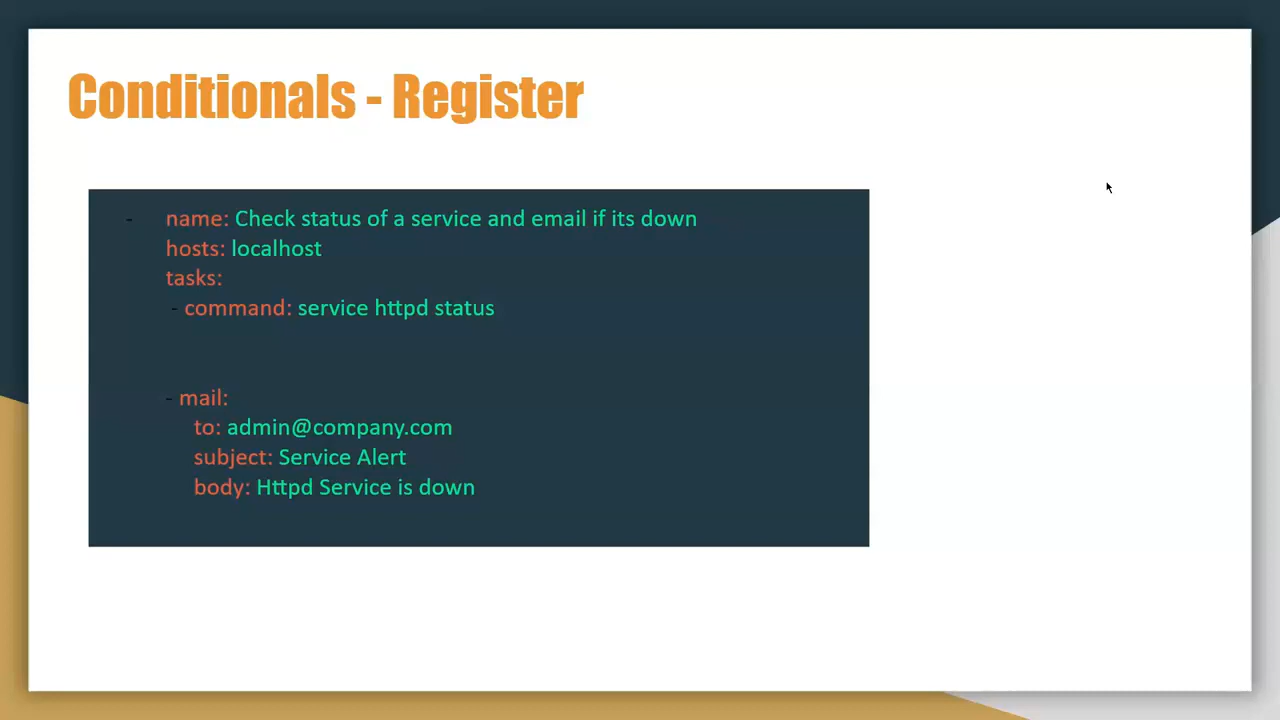 Conditionals - Register
- name: Check status of a service and email if its down
hosts: localhost
tasks:
- command: service httpd status
- mail:
to: admin@company.com
subject: Service Alert
body: Httpd Service is down